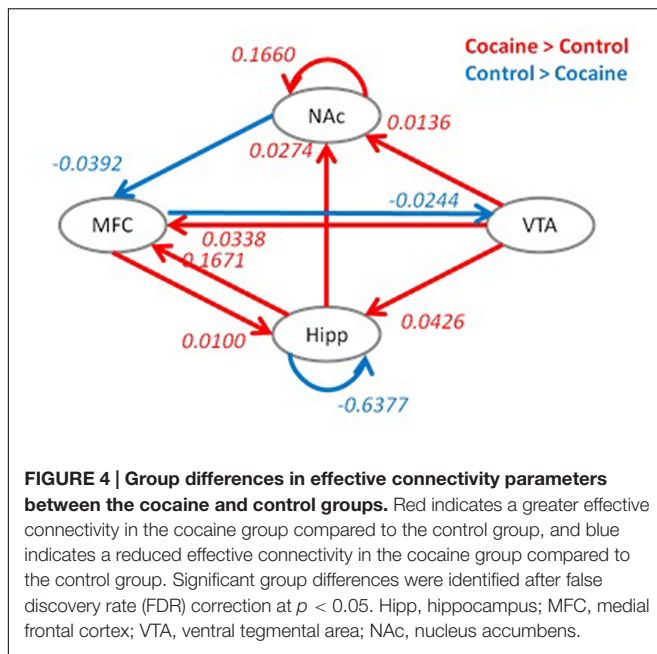 Cocaine > Control
Control > Cocaine
0.1660
NAc
0.0136
0.0274
-0.0392
-0.0244
MFC
VTA
0.0338
0.1671
0.0100
Hipp
0.0426
-0.6377
FIGURE 4 | Group differences in effective connectivity parameters
between the cocaine and control groups. Red indicates a greater effective
connectivity in the cocaine group compared to the control group, and blue
indicates a reduced effective connectivity in the cocaine group compared to
the control group. Significant group differences were identified after false
discovery rate (FDR) correction at p < 0.05. Hipp, hippocampus; MFC, medial
frontal cortex; VTA, ventral tegmental area; NAc, nucleus accumbens.